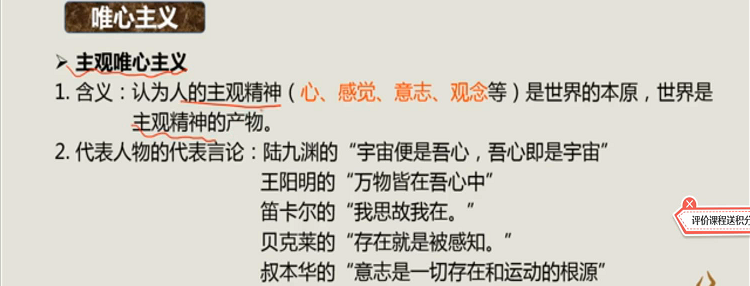 唯心主义
主观唯心主义
1. 含义：认为人的主观精神（心、感觉、意志、观念等）是世界的本原，世界是
主观精神的产物。
2. 代表人物的代表言论：陆九渊的“宇宙便是吾心，吾心即是宇宙”
王阳明的“万物皆在吾心中”
笛卡尔的“我思故我在。”
贝克莱的“存在就是被感知。”
叔本华的“意志是一切存在和运动的根源”
评价课程送积分